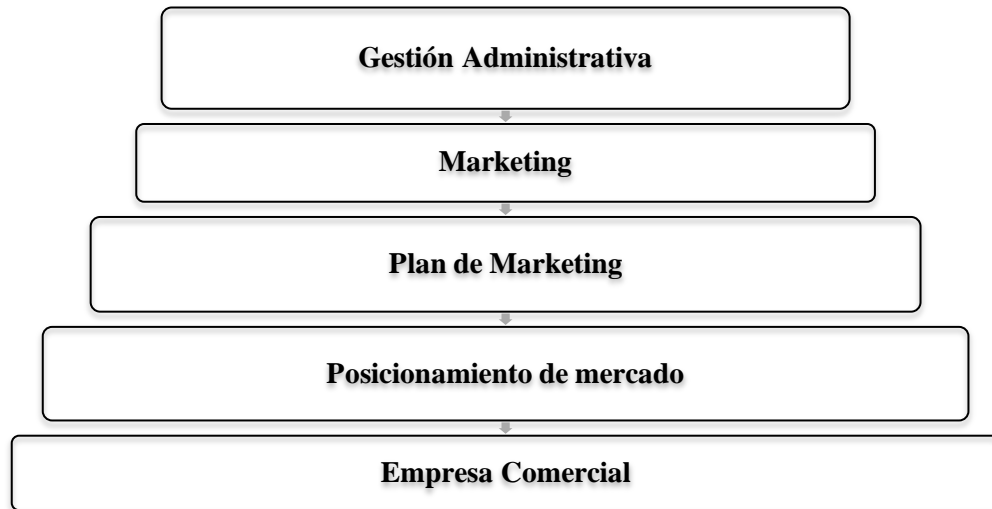 Gestión Administrativa
Marketing
Plan de Marketing
Posicionamiento de mercado
Empresa Comercial